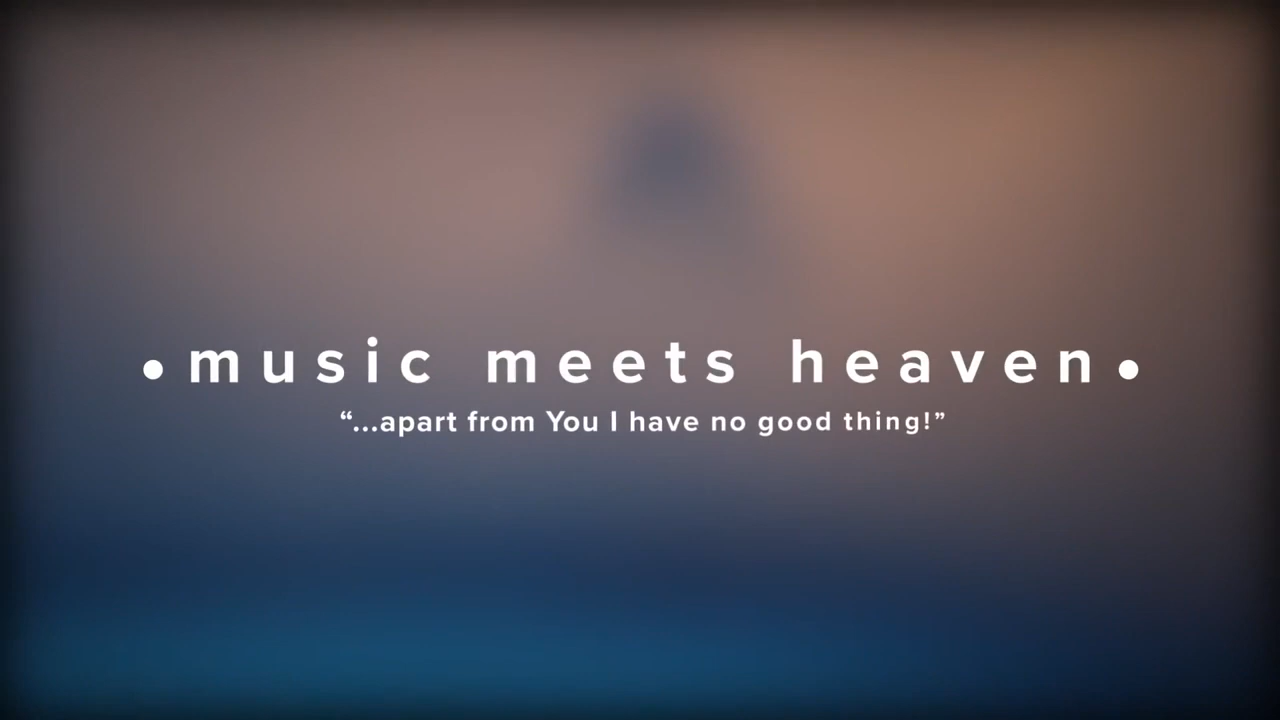 • music meets heaven •
“...apart from You I have no good thing!”